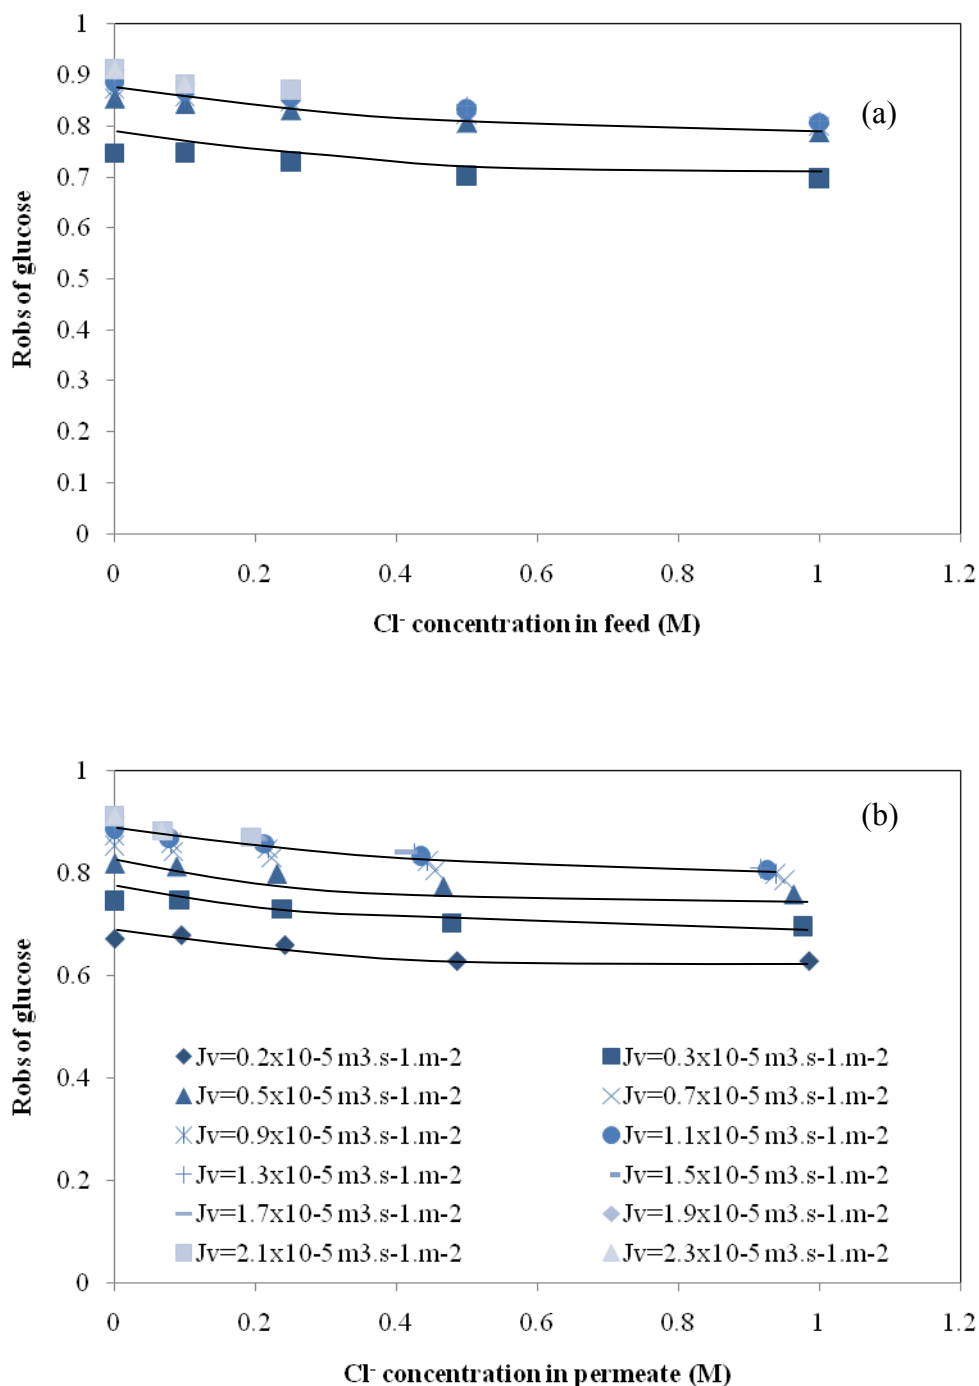 1
0.9
0.8
0.7
0.6
0.5
0.4
0.3
0.2
0.1
0
(a)
Robs of glucose
0 0.2 0.4 0.6 0.8 1 1.2
Cl- concentration in feed (M)
1
0.8
0.6
0.4
0.2
0
(b)
Robs of glucose
Jv=0.2x10-5 m3.s-1.m-2 Jv=0.3x10-5 m3.s-1.m-2
Jv=0.5x10-5 m3.s-1.m-2 Jv=0.7x10-5 m3.s-1.m-2
Jv=0.9x10-5 m3.s-1.m-2 Jv=1.1x10-5 m3.s-1.m-2
Jv=1.3x10-5 m3.s-1.m-2 Jv=1.5x10-5 m3.s-1.m-2
Jv=1.7x10-5 m3.s-1.m-2 Jv=1.9x10-5 m3.s-1.m-2
Jv=2.1x10-5 m3.s-1.m-2 Jv=2.3x10-5 m3.s-1.m-2
0 0.2 0.4 0.6 0.8 1 1.2
Cl- concentration in permeate (M)